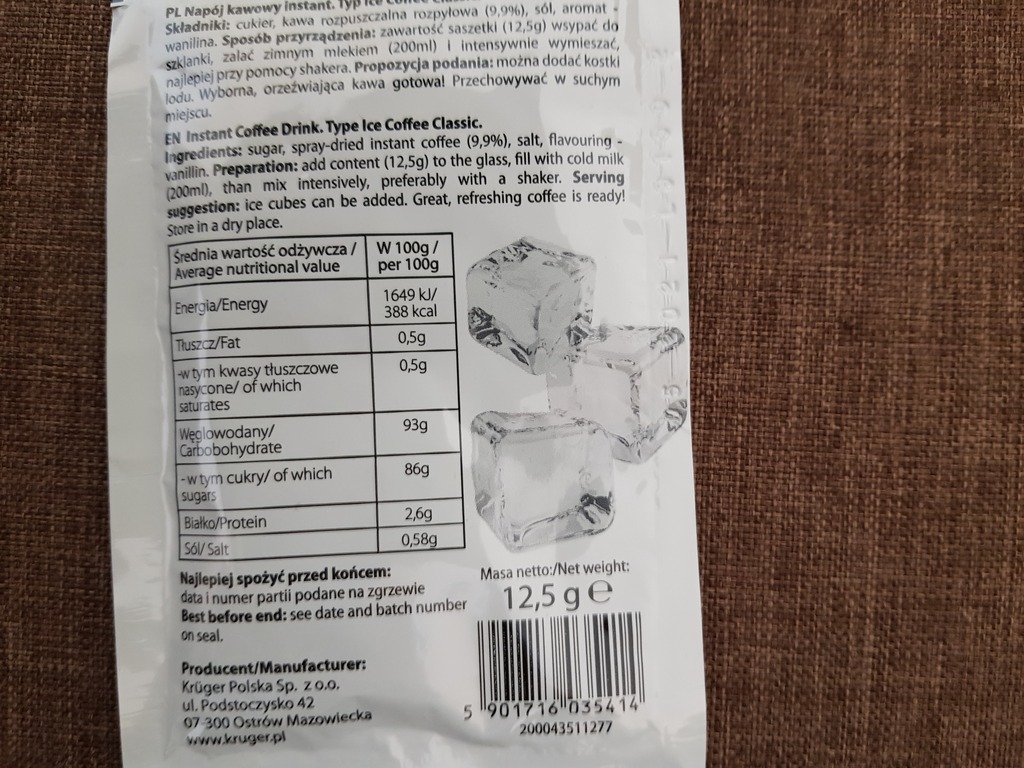 PL Napój kawowy instant. Typ Ice Coffee
Składniki: cukier, kawa rozpuszczalna rozpyłowa (9,9%), sól, aromat -
wanilina. Sposób przyrządzenia: zawartość saszetki (12,5g) wsypać do
szklanki, zalać zimnym mlekiem (200ml) i intensywnie wymieszać,
najlepiej przy pomocy shakera. Propozycja podania: można dodać kostki
lodu. Wyborna, orzeźwiająca kawa gotowa! Przechowywać w suchym
miejscu.
EN Instant Coffee Drink. Type Ice Coffee Classic.
Ingredients: sugar, spray-dried instant coffee (9,9%), salt, flavouring -
vanillin. Preparation: add content (12,5g) to the glass, fill with cold milk
(200ml), than mix intensively, preferably with a shaker. Serving
suggestion: ice cubes can be added. Great, refreshing coffee is ready!
Store in a dry place.
Średnia wartość odżywcza / W 100g /
Average nutritional value per 100g
Energia/Energy 1649 kJ/
388 kcal
Tłuszcz/Fat 0,5g
-w tym kwasy tłuszczowe 0,5g
nasycone/ of which
saturates
Węglowodany/ 93g
Carbobohydrate
-w tym cukry/ of which 86g
sugars
Białko/Protein 2,6g
Sól/ Salt 0,58g
Najlepiej spożyć przed końcem:
data i numer partii podane na zgrzewie
Best before end: see date and batch number
on seal.
Masa netto:/Net weight:
12,5 g e
Producent/Manufacturer:
Krüger Polska Sp. z o.o.
ul. Podstoczysko 42
07-300 Ostrów Mazowiecka
www.kruger.pl
5 901716 035414
200043511277